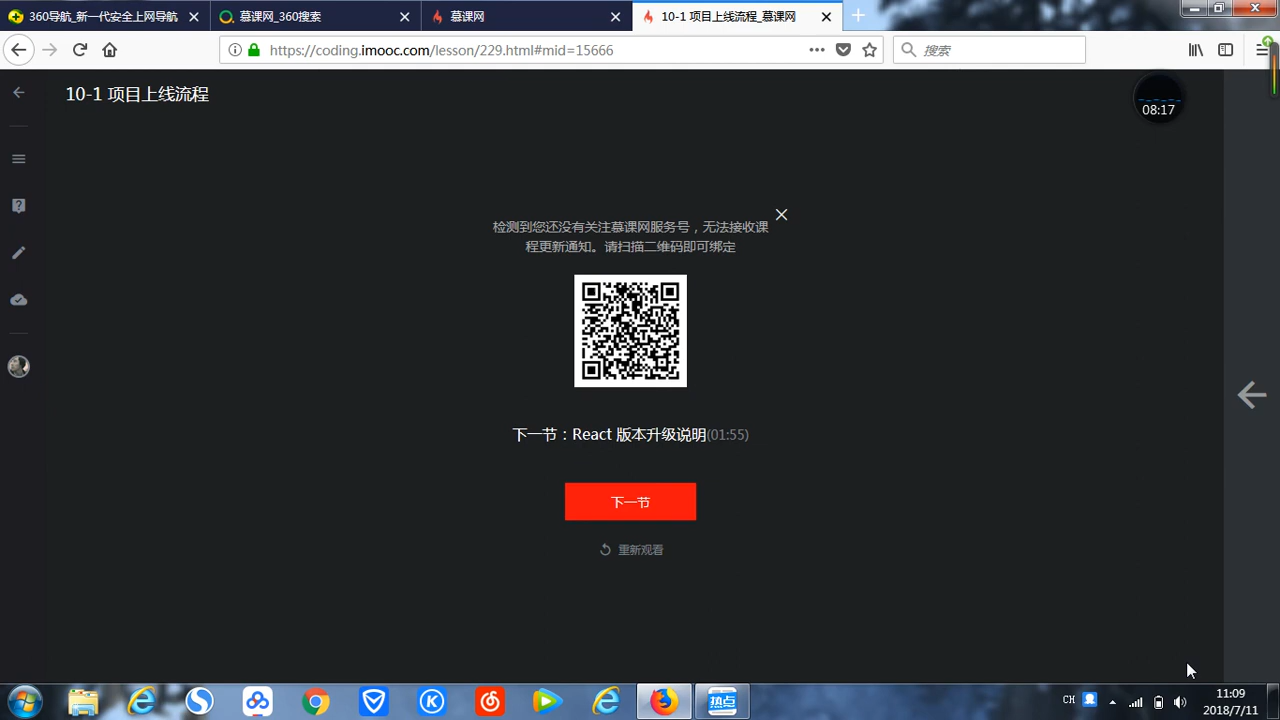 360导航_一代安全上网导航
慕课网_360搜索
慕课网
10-1 项目上线流程_慕课网
https://coding.imooc.com/lesson/229.html#mid=15666
搜索
10-1 项目上线流程
08:17
检测到您还没有关注慕课网服务号，无法接收课
程更新通知。请扫描二维码即可绑定
下一节：React 版本升级说明(01:55)
下一节
重新观看
热点
CH
11:09
2018/7/11